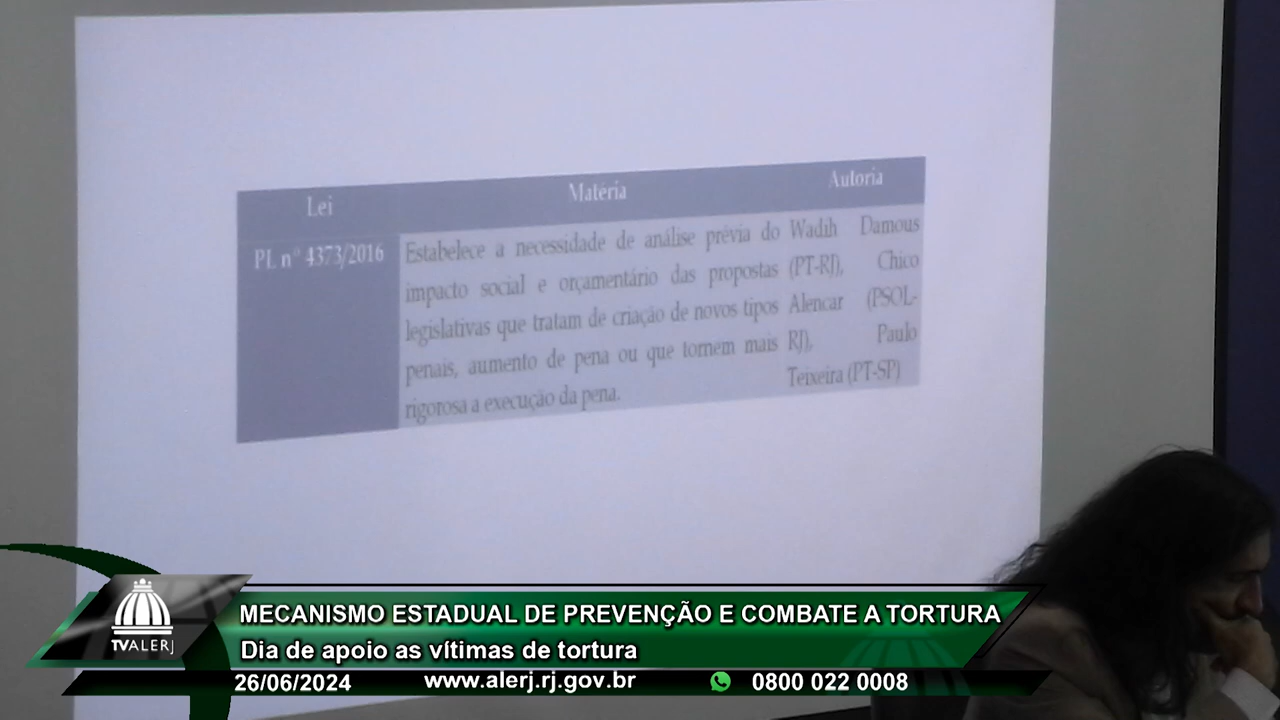 Lei Matéria Autoria
PL nº 4373/2016
Estabelece a necessidade de análise prévia do
impacto social e orçamentário das propostas
legislativas que tratam de criação de novos tipos
penais, aumento de pena ou que tornem mais
rigorosa a execução da pena.
Wadih Damous
(PT-RJ), Chico
Alencar (PSOL-
RJ), Paulo
Teixeira (PT-SP)
TVALERJ
MECANISMO ESTADUAL DE PREVENÇÃO E COMBATE A TORTURA
Dia de apoio as vítimas de tortura
26/06/2024 www.alerj.rj.gov.br 0800 022 0008